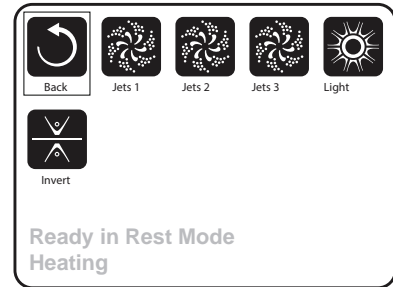 Back Jets 1 Jets 2 Jets 3 Light
Invert
Ready in Rest Mode
Heating